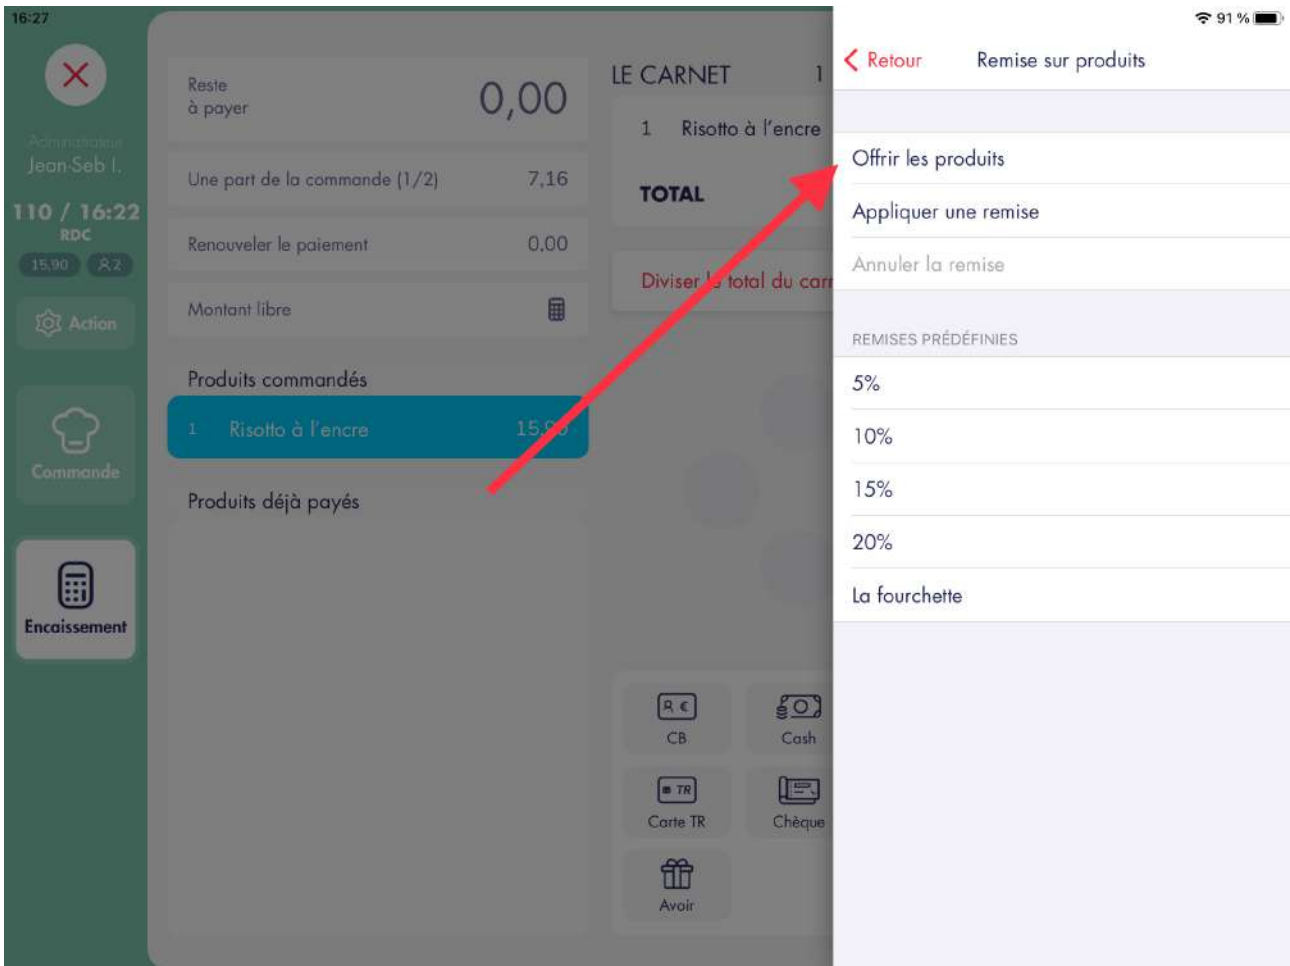 16:27
91 %
Administrateur
Jean-Seb I.
110 / 16:22
RDC
15,90 2
Action
Commande
Encaissement
Reste
à payer
0,00
Une part de la commande (1/2) 7,16
Renouveler le paiement 0,00
Montant libre
Produits commandés
1 Risotto à l'encre
Produits déjà payés
LE CARNET 1
1 Risotto à l'encre
TOTAL
CB
Cash
TR
Carte TR
Chèque
Avoir
Retour Remise sur produits
Offrir les produits
Appliquer une remise
Annuler la remise
REMISES PRÉDÉFINIES
5%
10%
15%
20%
La fourchette